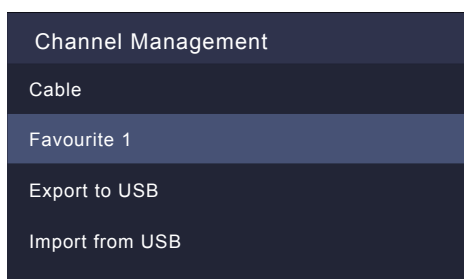 Channel Management
Cable
Favourite 1
Export to USB
Import from USB